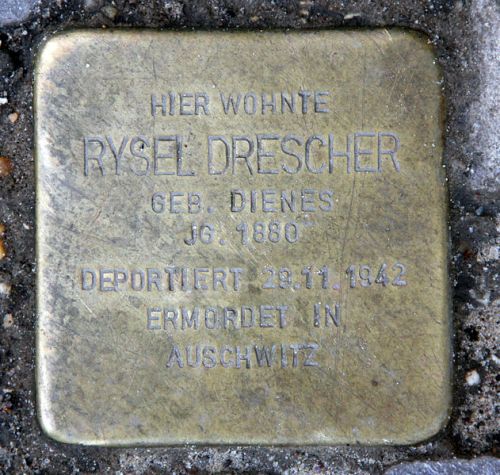 HIER WOHNTE
RYSEL DRESCHER
GEB. DIENES
JG. 1880
DEPORTIERT 29.11.1942
ERMORDET IN
AUSCHWITZ